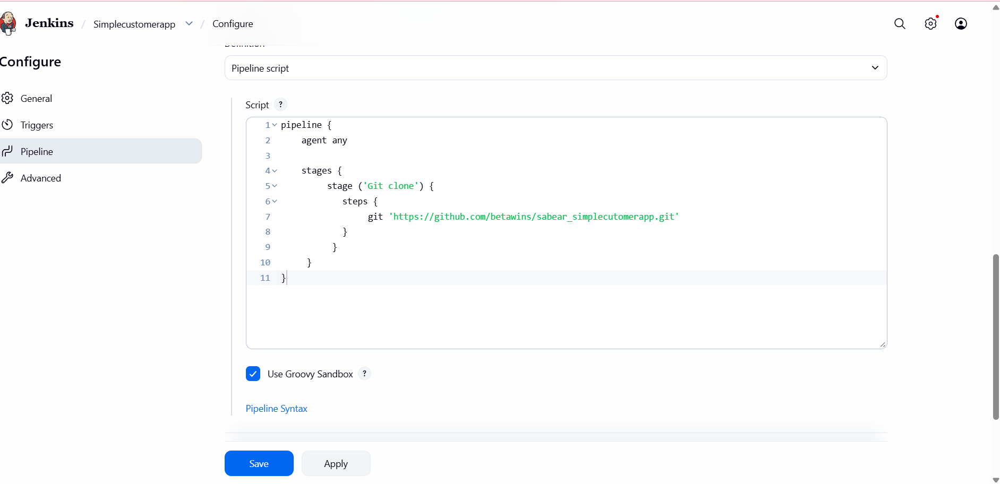 Jenkins / Simplecustomerapp / Configure
Definition
Configure
Pipeline script
General
Triggers
Pipeline
Advanced
Script ?
1 pipeline {
2     agent any
3
4     stages {
5          stage ('Git clone') {
6             steps {
7                  git 'https://github.com/betawins/sabear_simplecutomerapp.git'
8             }
9           }
10      }
11 }
Use Groovy Sandbox ?
Pipeline Syntax
Save
Apply